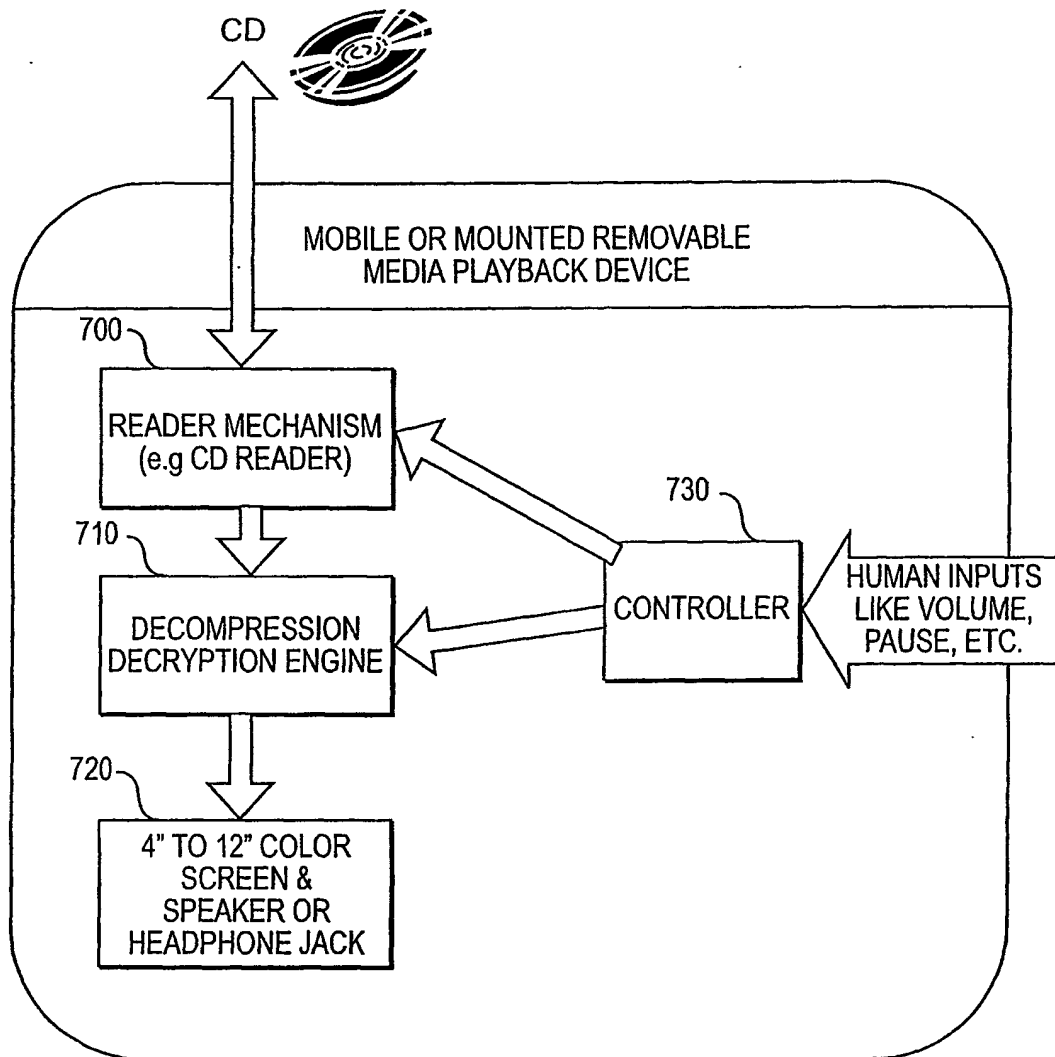 CD
MOBILE OR MOUNTED REMOVABLE
MEDIA PLAYBACK DEVICE
700
READER MECHANISM
(e.g CD READER)
710
DECOMPRESSION
DECRYPTION ENGINE
720
4" TO 12" COLOR
SCREEN &
SPEAKER OR
HEADPHONE JACK
730
CONTROLLER
HUMAN INPUTS
LIKE VOLUME,
PAUSE, ETC.